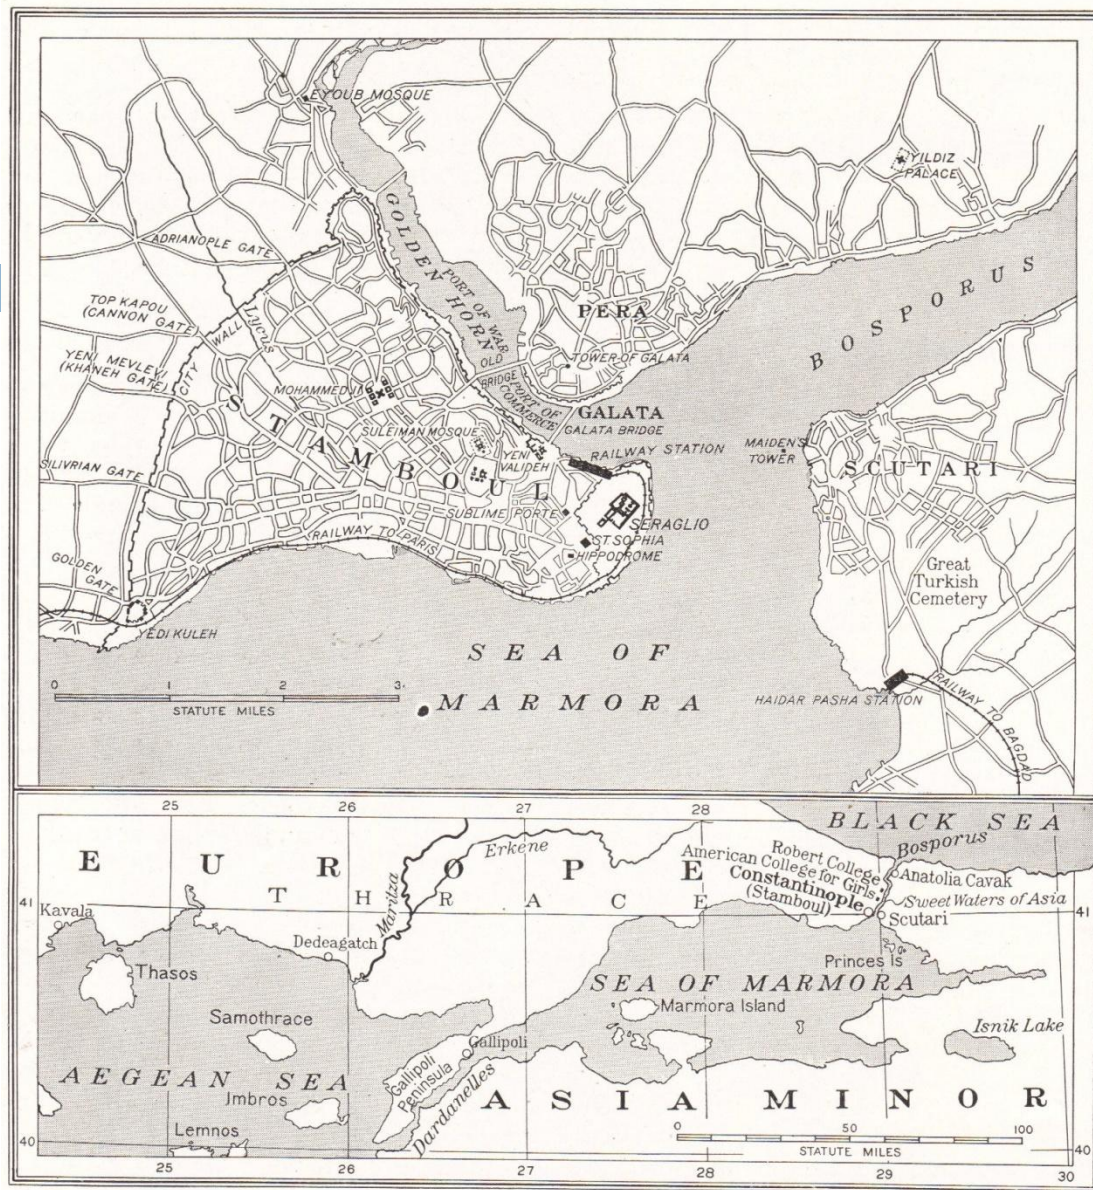 EYOUB MOSQUE
YILDIZ
PALACE
ADRIANOPLE GATE
GOLDEN HORN
PORT OF WAR
BOSPORUS
TOP KAPOU
(CANNON GATE)
CITY WALL
Lycus
PERA
TOWER OF GALATA
YENI MEVLEVI
(KHANEH GATE)
OLD
BRIDGE
PORT OF
COMMERCE
MOHAMMEDJI
GALATA
GALATA BRIDGE
STAMBOUL
SULEIMAN MOSQUE
YENI
VALIDEH
RAILWAY STATION
MAIDEN'S
TOWER
SCUTARI
SILIVRIAN GATE
SUBLIME PORTE
SERAGLIO
ST SOPHIA
HIPPODROME
RAILWAY TO PARIS
GOLDEN
GATE
YEDI KULEH
Great
Turkish
Cemetery
SEA OF
MARMORA
0 1 2 3
STATUTE MILES
HAIDAR PASHA STATION
RAILWAY TO BAGDAD
25 26 27 28
BLACK SEA
Bosporus
EUROPE
Erkene
Robert College
American College for Girls
Anatolia Cavak
THRACE
Maritza
Constantinople
(Stamboul)
Sweet Waters of Asia
41 41
Kavala
Scutari
Dedeagatch
Princes Is
Thasos
SEA OF MARMORA
Marmora Island
Samothrace
Isnik Lake
Gallipoli
AEGEAN SEA
Gallipoli
Peninsula
Jmbros
Dardanelles
ASIA MINOR
Lemnos
0 50 100
STATUTE MILES
40 40
25 26 27 28 29 30